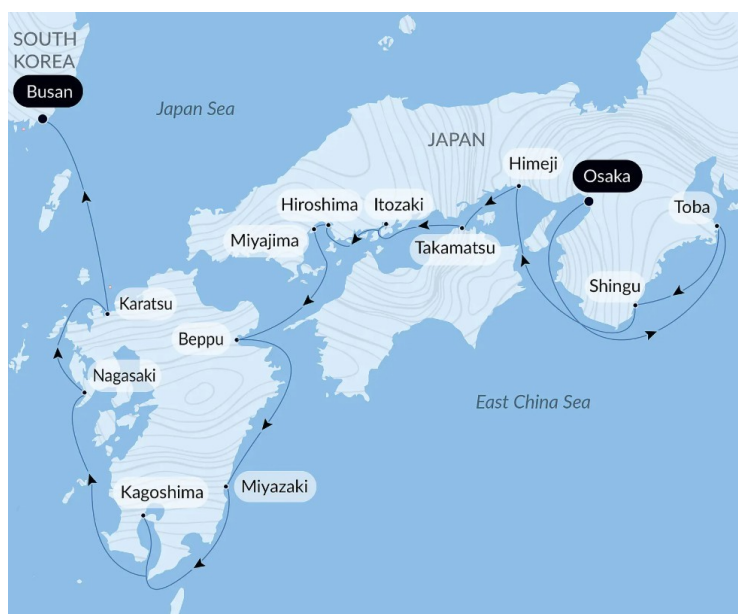 SOUTH
KOREA
Busan
Japan Sea
JAPAN
Himeji
Osaka
Hiroshima
Itozaki
Toba
Miyajima
Takamatsu
Shingu
Karatsu
Beppu
Nagasaki
East China Sea
Kagoshima
Miyazaki